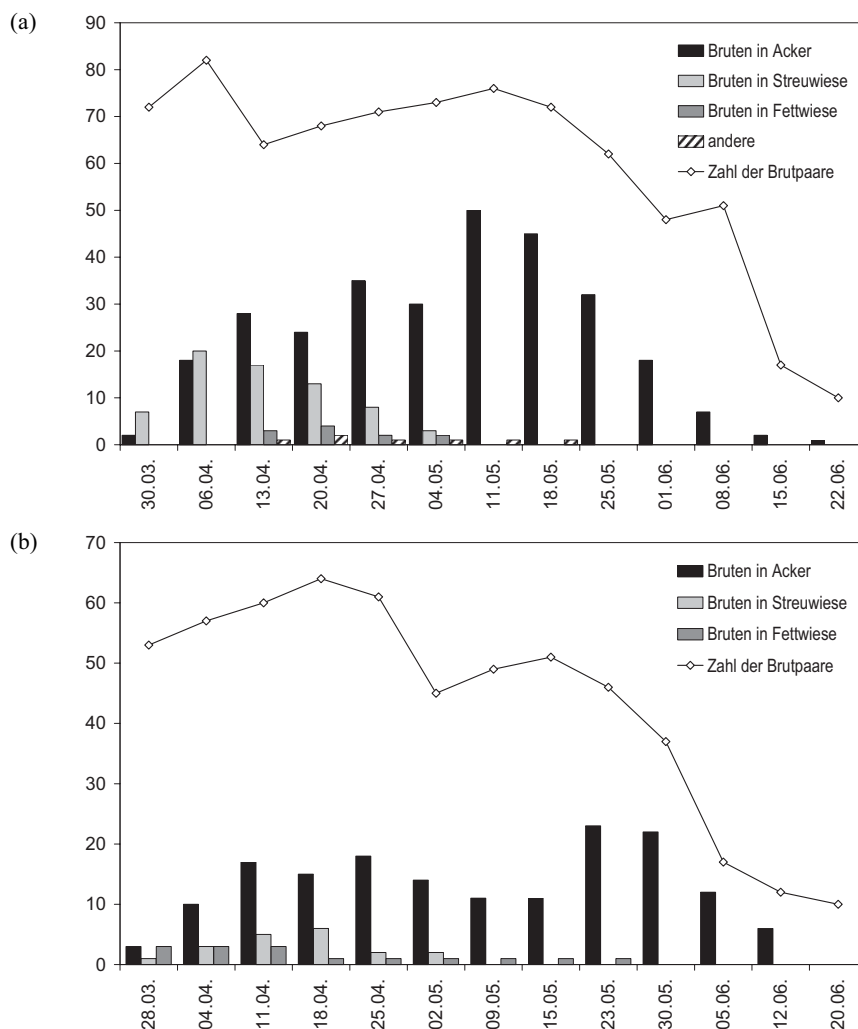 (a)
90
80
70
60
50
40
30
20
10
0
Bruten in Acker
Bruten in Streuwiese
Bruten in Fettwiese
andere
Zahl der Brutpaare
30.03. 06.04. 13.04. 20.04. 27.04. 04.05. 11.05. 18.05. 25.05. 01.06. 08.06. 15.06. 22.06.
(b)
70
60
50
40
30
20
10
0
Bruten in Acker
Bruten in Streuwiese
Bruten in Fettwiese
Zahl der Brutpaare
28.03. 04.04. 11.04. 18.04. 25.04. 02.05. 09.05. 15.05. 23.05. 30.05. 05.06. 12.06. 20.06.